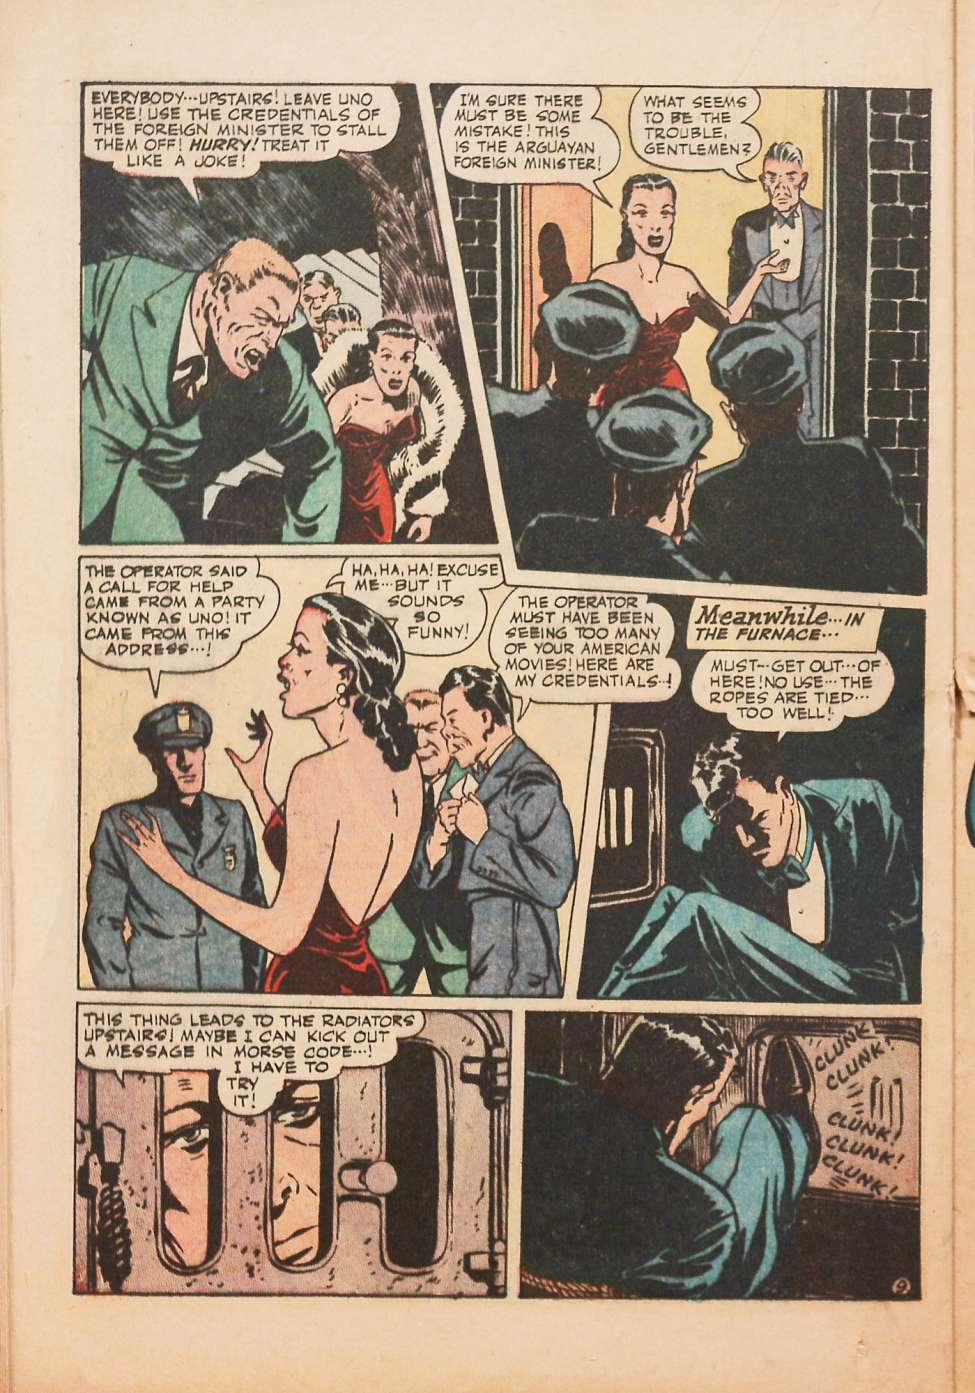 EVERYBODY...UPSTAIRS! LEAVE UNO
HERE! USE THE CREDENTIALS OF
THE FOREIGN MINISTER TO STALL
THEM OFF! HURRY! TREAT IT
LIKE A JOKE!
I'M SURE THERE
MUST BE SOME
MISTAKE! THIS
IS THE ARGUAYAN
FOREIGN MINISTER!
WHAT SEEMS
TO BE THE
TROUBLE,
GENTLEMEN?
THE OPERATOR SAID
A CALL FOR HELP
CAME FROM A PARTY
KNOWN AS UNO! IT
CAME FROM THIS
ADDRESS...!
HA, HA, HA! EXCUSE
ME...BUT IT
SOUNDS
SO
FUNNY!
THE OPERATOR
MUST HAVE BEEN
SEEING TOO MANY
OF YOUR AMERICAN
MOVIES! HERE ARE
MY CREDENTIALS...!
Meanwhile...IN
THE FURNACE...
MUST...GET OUT...OF
HERE! NO USE...THE
ROPES ARE TIED...
TOO WELL!
THIS THING LEADS TO THE RADIATORS
UPSTAIRS! MAYBE I CAN KICK OUT
A MESSAGE IN MORSE CODE...!
I HAVE TO
TRY
IT!
CLUNK!
CLUNK!
CLUNK!
CLUNK!
CLUNK!
9